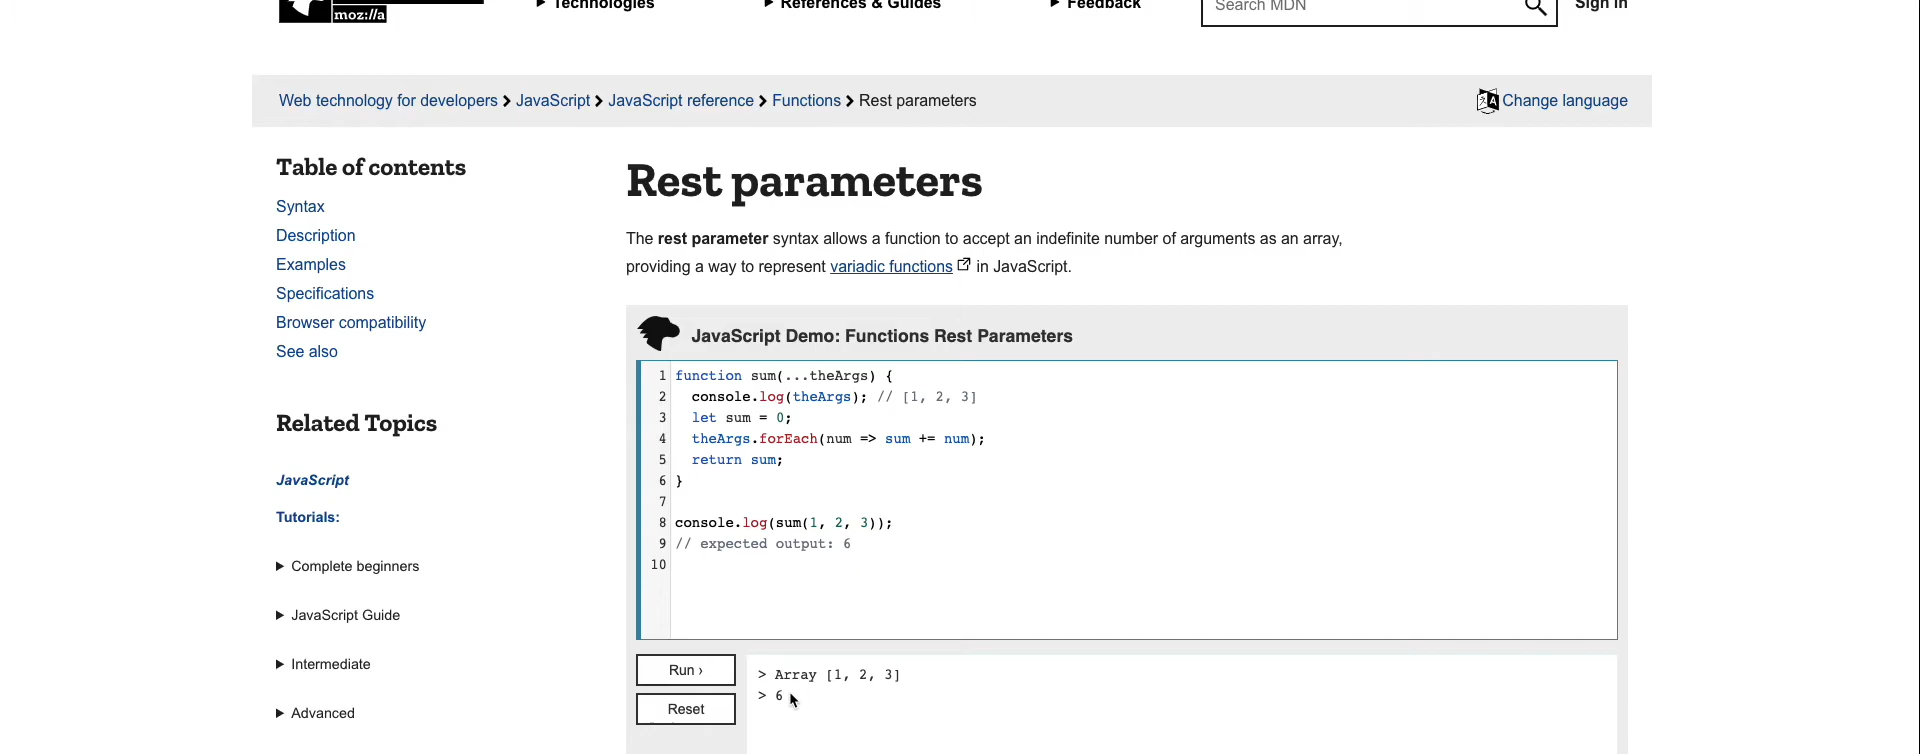 moz://a
Technologies
References & Guides
Feedback
Search MDN
Sign in
Web technology for developers > JavaScript > JavaScript reference > Functions > Rest parameters
Change language
Table of contents
Syntax
Description
Examples
Specifications
Browser compatibility
See also
Related Topics
JavaScript
Tutorials:
Complete beginners
JavaScript Guide
Intermediate
Advanced
Rest parameters
The rest parameter syntax allows a function to accept an indefinite number of arguments as an array,
providing a way to represent variadic functions in JavaScript.
JavaScript Demo: Functions Rest Parameters
1 function sum(...theArgs) {
2 console.log(theArgs); // [1, 2, 3]
3 let sum = 0;
4 theArgs.forEach(num => sum += num);
5 return sum;
6 }
7
8 console.log(sum(1, 2, 3));
9 // expected output: 6
10
Run ›
Reset
> Array [1, 2, 3]
> 6